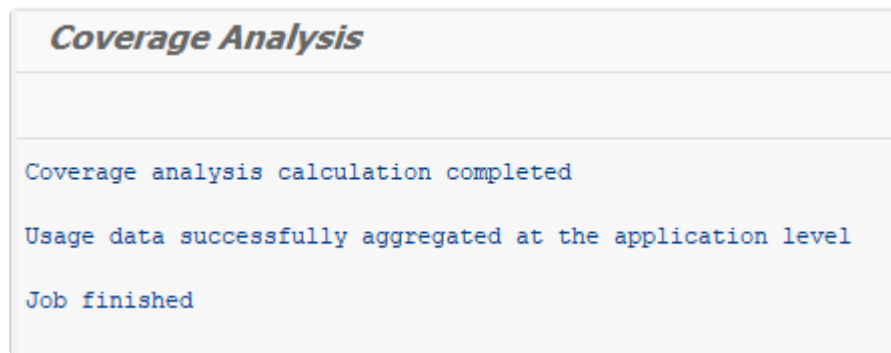 Coverage Analysis
Coverage analysis calculation completed
Usage data successfully aggregated at the application level
Job finished